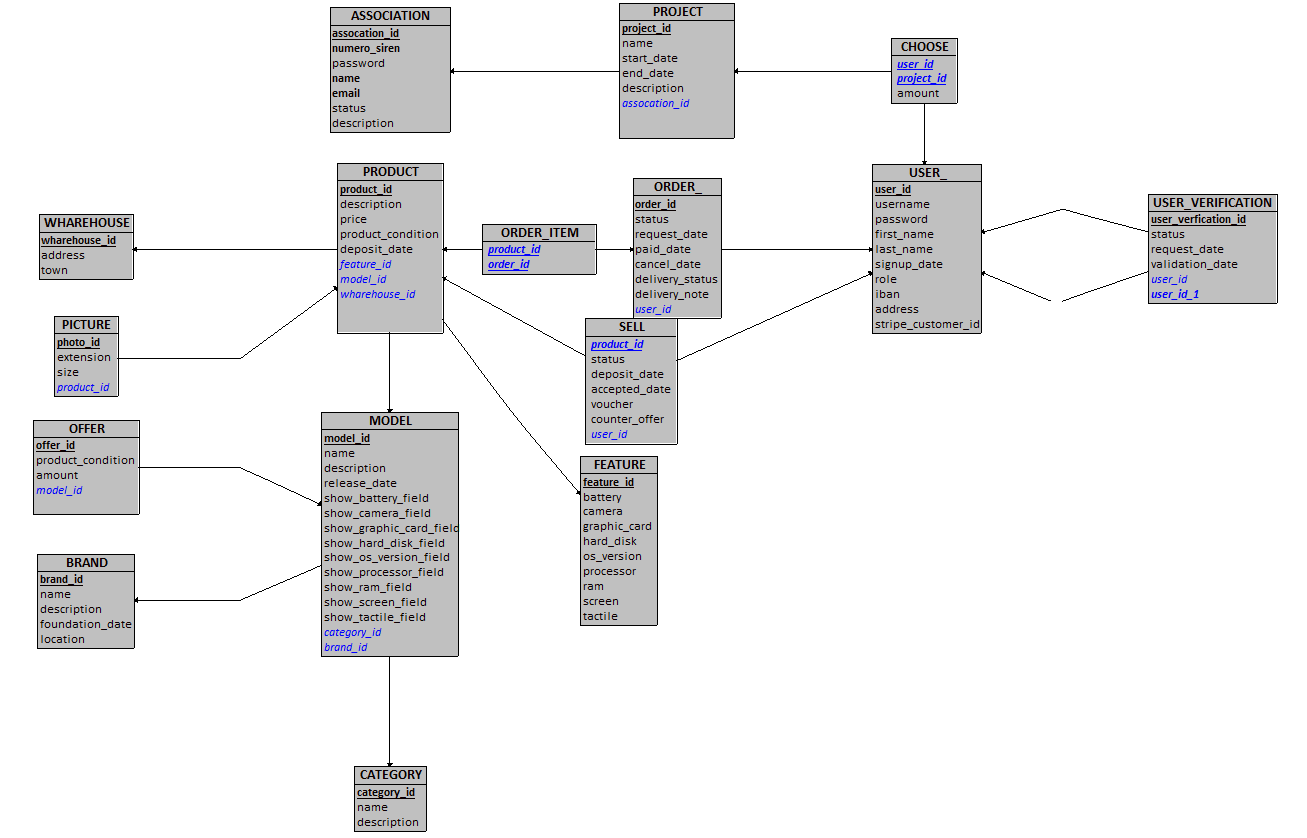 ASSOCIATION
assocation_id
numero_siren
password
name
email
status
description
PROJECT
project_id
name
start_date
end_date
description
assocation_id
CHOOSE
user_id
project_id
amount
WHAREHOUSE
wharehouse_id
address
town
PRODUCT
product_id
description
price
product_condition
deposit_date
feature_id
model_id
wharehouse_id
ORDER_ITEM
product_id
order_id
ORDER_
order_id
status
request_date
paid_date
cancel_date
delivery_status
delivery_note
user_id
USER_
user_id
username
password
first_name
last_name
signup_date
role
iban
address
stripe_customer_id
USER_VERIFICATION
user_verfication_id
status
request_date
validation_date
user_id
user_id_1
PICTURE
photo_id
extension
size
product_id
SELL
product_id
status
deposit_date
accepted_date
voucher
counter_offer
user_id
OFFER
offer_id
product_condition
amount
model_id
MODEL
model_id
name
description
release_date
show_battery_field
show_camera_field
show_graphic_card_field
show_hard_disk_field
show_os_version_field
show_processor_field
show_ram_field
show_screen_field
show_tactile_field
category_id
brand_id
FEATURE
feature_id
battery
camera
graphic_card
hard_disk
os_version
processor
ram
screen
tactile
BRAND
brand_id
name
description
foundation_date
location
CATEGORY
category_id
name
description